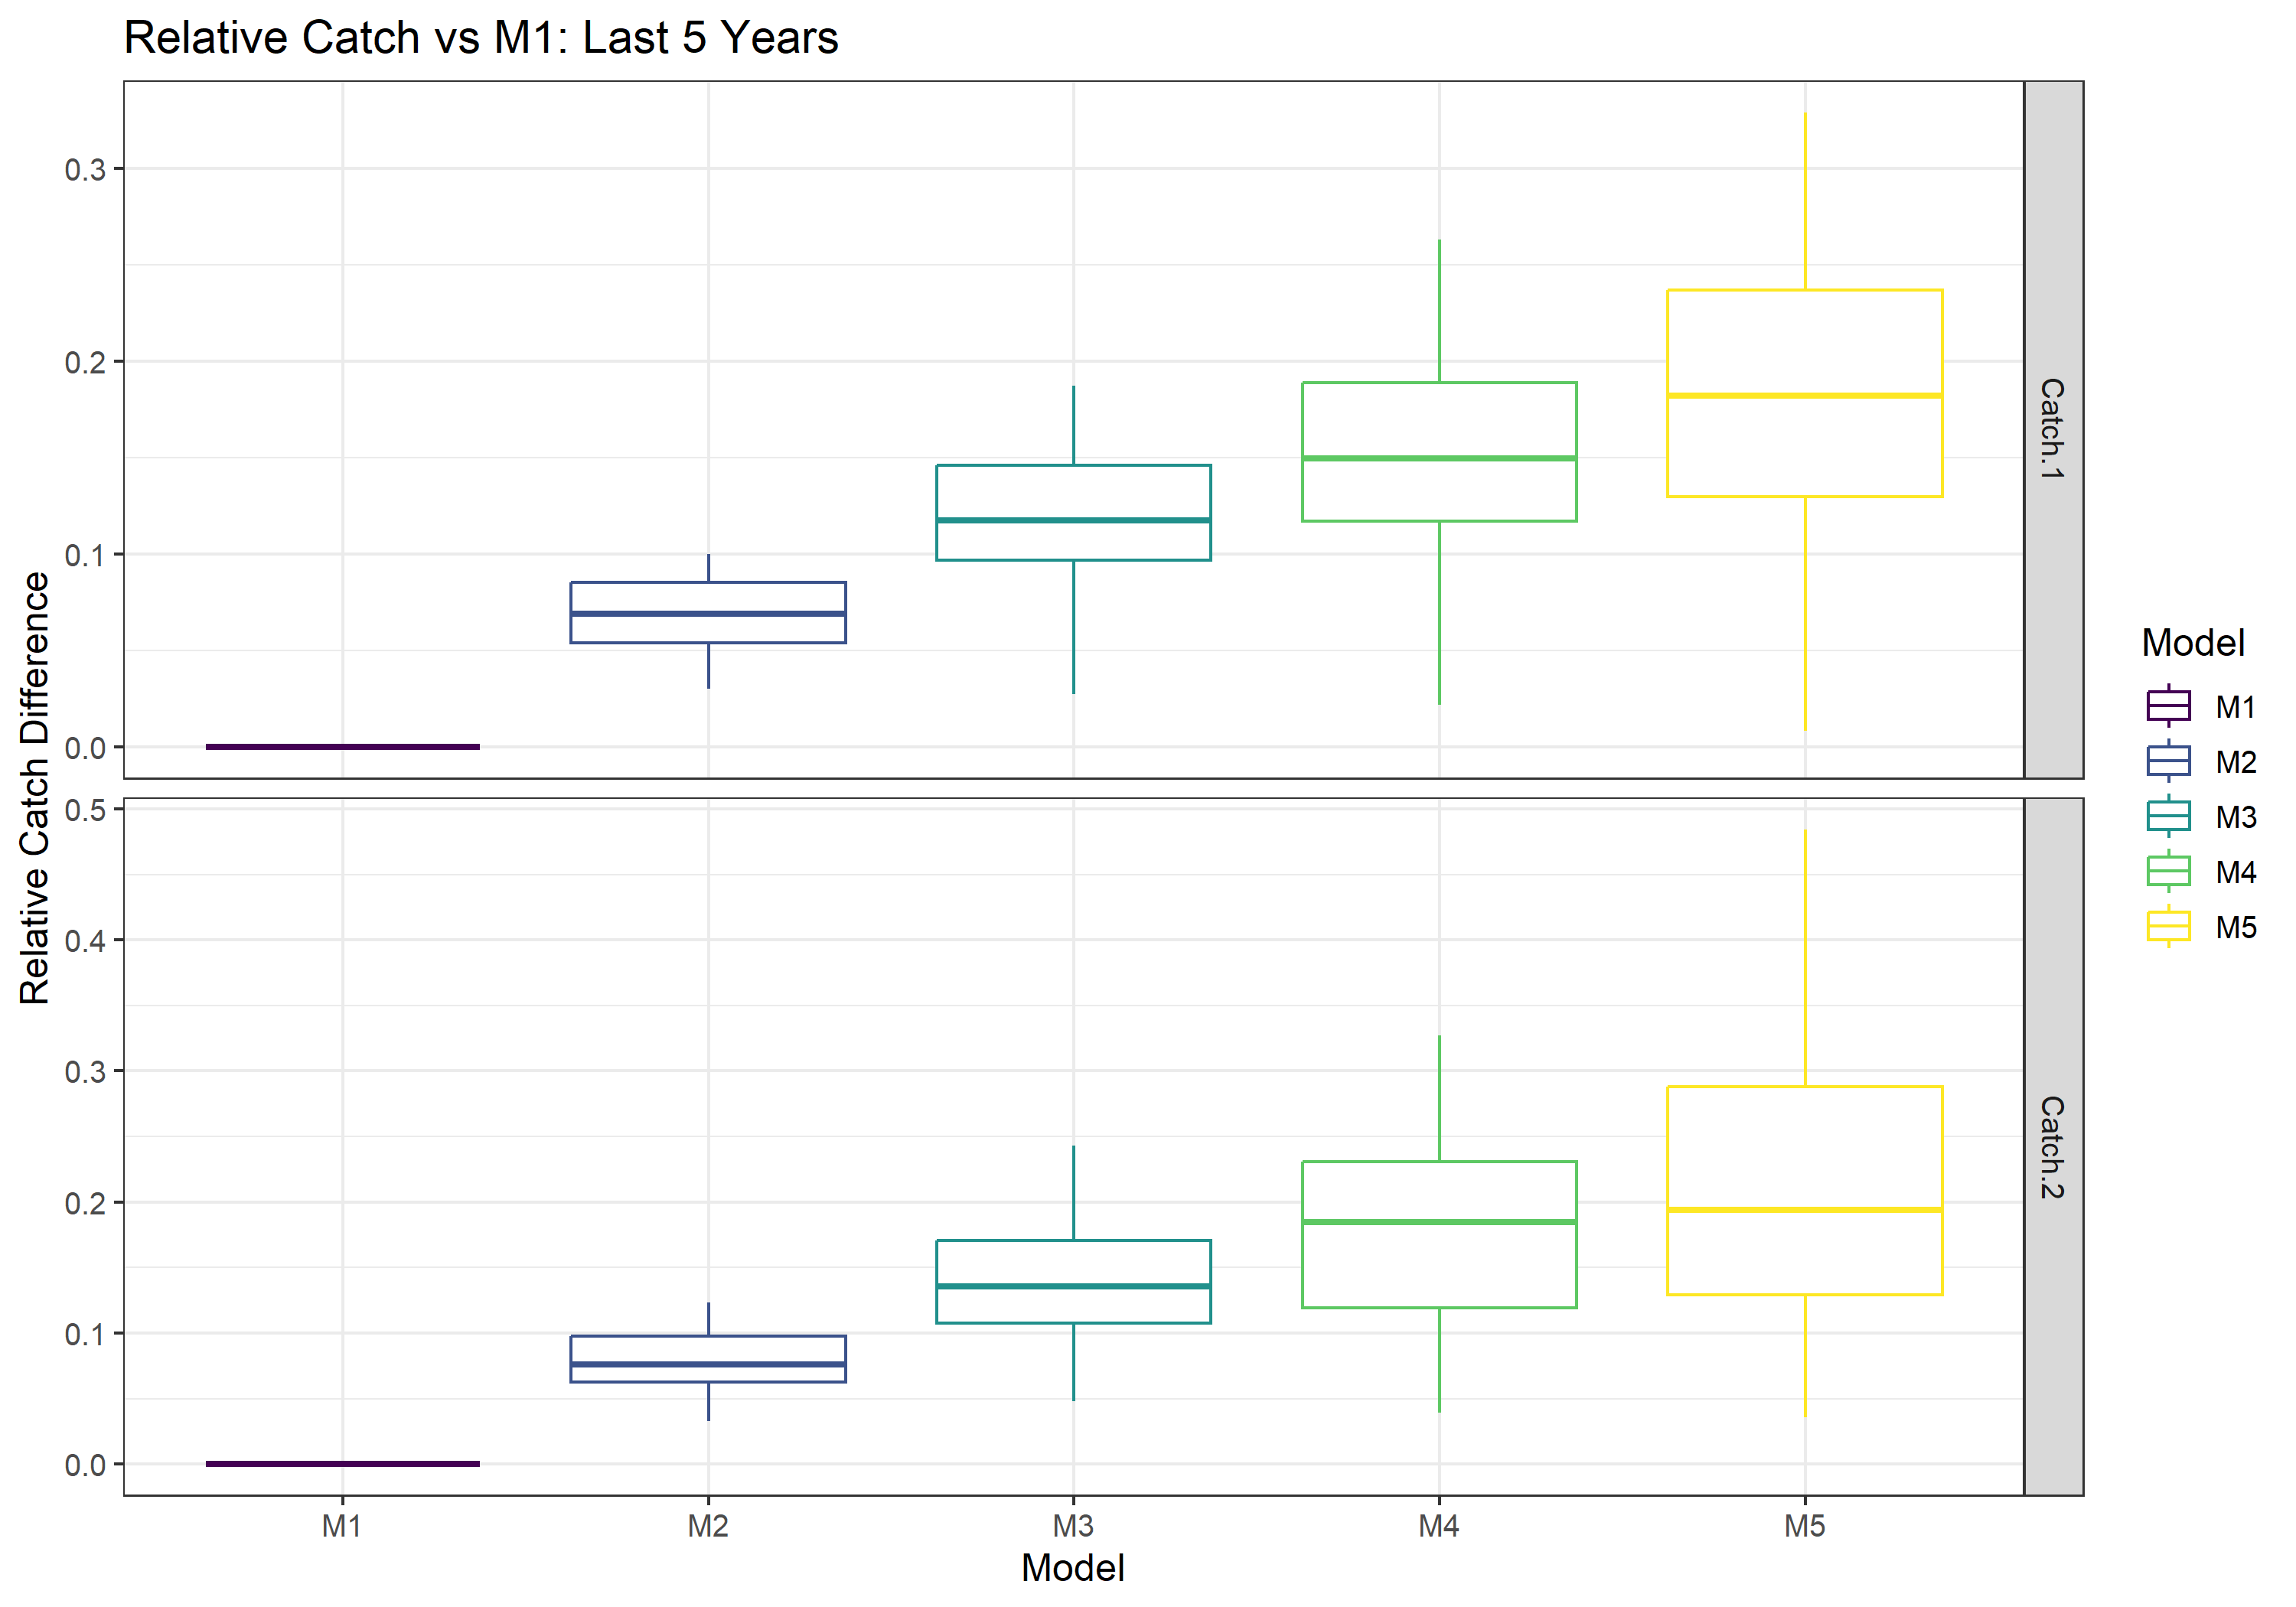 Relative Catch vs M1: Last 5 Years
Relative Catch Difference
0.3
0.2
0.1
0.0
Catch.1
0.5
0.4
0.3
0.2
0.1
0.0
Catch.2
M1
M2
M3
M4
M5
Model
Model
M1
M2
M3
M4
M5